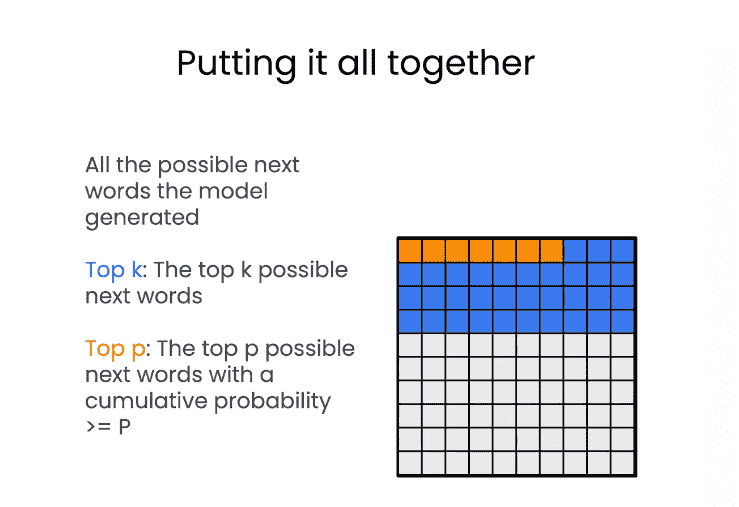 Putting it all together
All the possible next
words the model
generated
Top k: The top k possible
next words
Top p: The top p possible
next words with a
cumulative probability
>= P